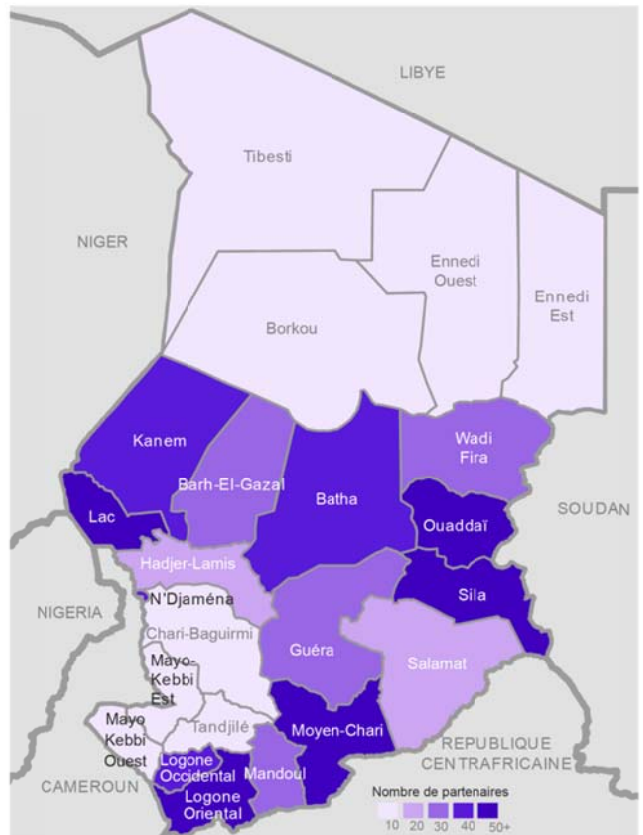 LIBYE
Tibesti
NIGER
Ennedi
Ouest
Ennedi
Est
Borkou
Kanem
Wadi
Fira
Barh-El-Gazal
Batha
Lac
Ouaddaï
SOUDAN
Hadjer-Lamis
N'Djaména
Sila
NIGERIA
Chari-Baguirmi
Guéra
Salamat
Mayo-
Kebbi
Est
Mayo
Kebbi
Ouest
Tandjilé
Moyen-Chari
REPUBLIQUE
CENTRAFRICAINE
Logone
Occidental
Mandoul
CAMEROUN
Logone
Oriental
Nombre de partenaires
10 20 30 40 50+